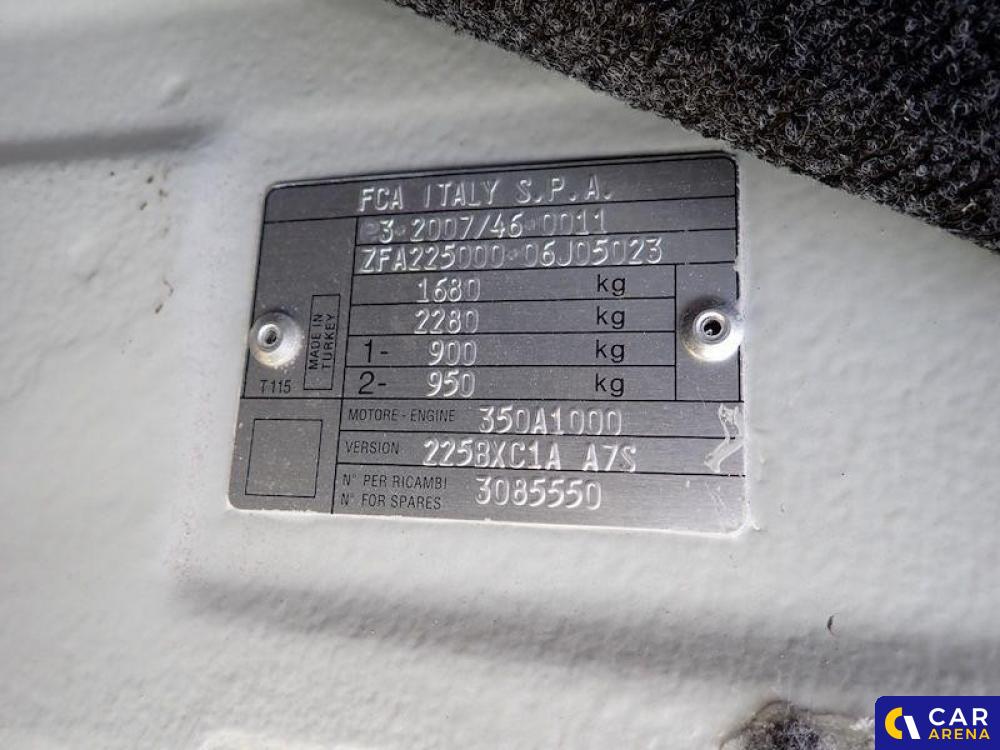 FCA ITALY S.P.A.
e3*2007/46*0011
ZFA225000*06J05023
1680 kg
2280 kg
1- 900 kg
2- 950 kg
MADE IN
TURKEY
T115
MOTORE - ENGINE 350A1000
VERSION 225BXC1A A7S
N° PER RICAMBI
N° FOR SPARES
3085550
CAR
ARENA